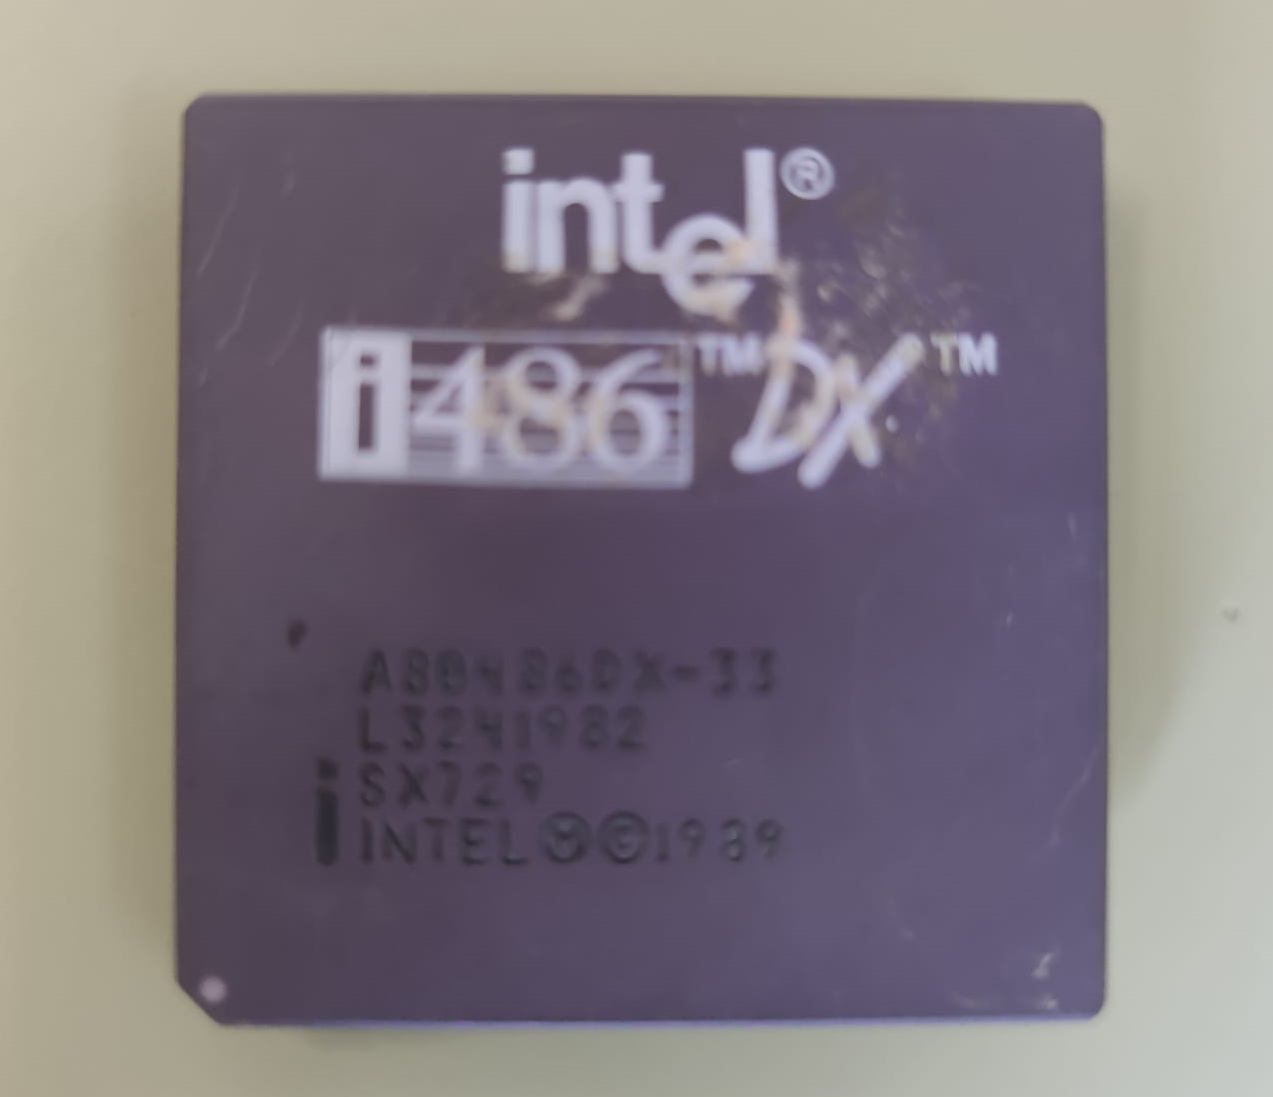 intel®
i486™ DX™
A80486DX-33
L3241982
SX729
i INTEL Ⓜ©1989